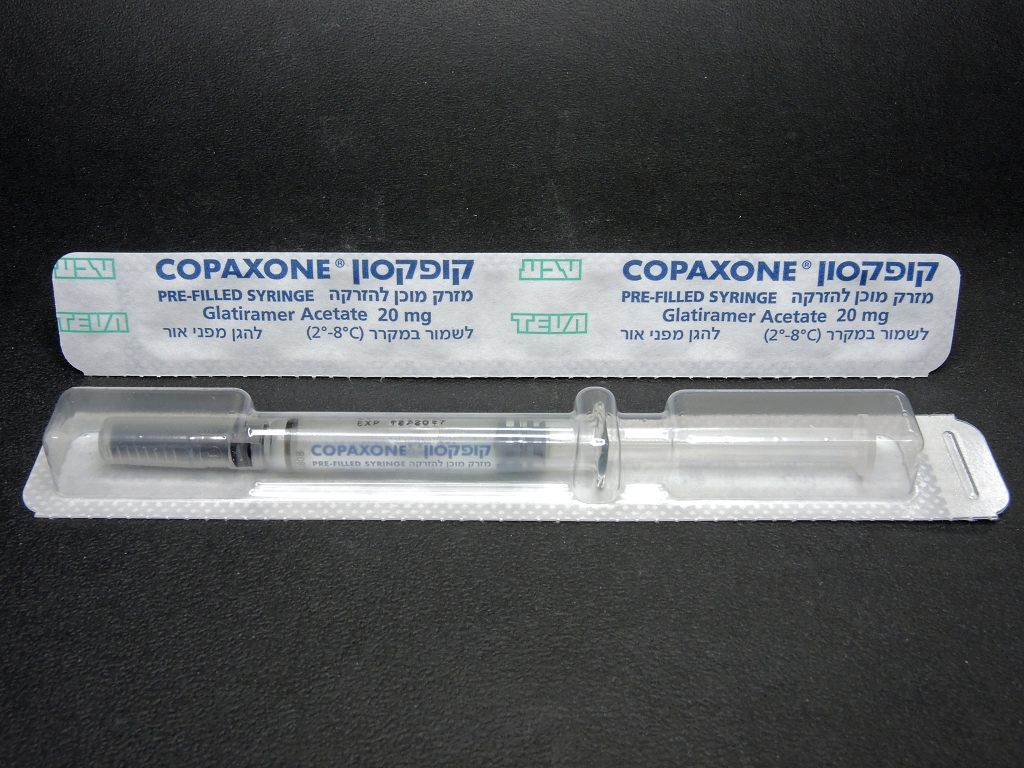 טבע
COPAXONE® קופקסון
PRE-FILLED SYRINGE מזרק מוכן להזרקה
TEVA
Glatiramer Acetate 20 mg
לשמור במקרר (2°-8°C) להגן מפני אור
טבע
COPAXONE® קופקסון
PRE-FILLED SYRINGE מזרק מוכן להזרקה
TEVA
Glatiramer Acetate 20 mg
לשמור במקרר (2°-8°C) להגן מפני אור
EXP
COPAXONE® קופקסון
PRE-FILLED SYRINGE מזרק מוכן להזרקה